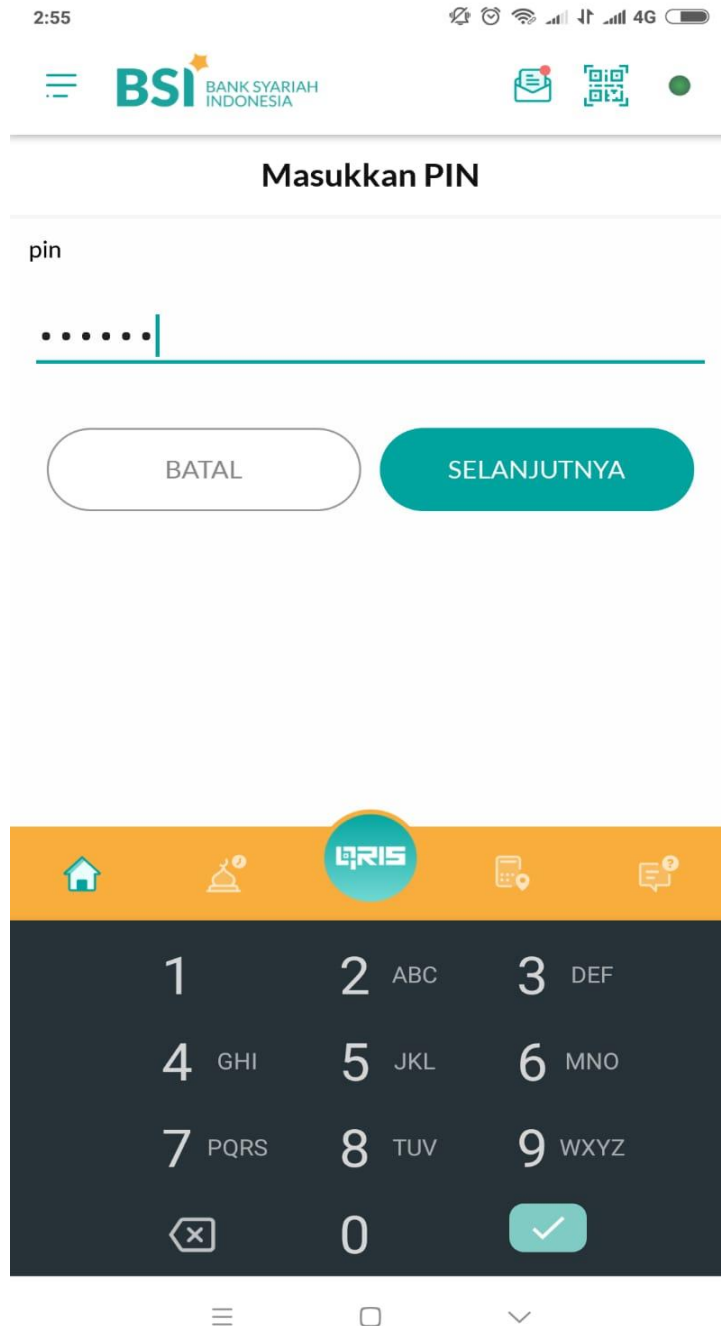 2:55 4G
BSI BANK SYARIAH
INDONESIA
Masukkan PIN
pin
••••••
BATAL SELANJUTNYA
QRIS
1 2 ABC 3 DEF
4 GHI 5 JKL 6 MNO
7 PQRS 8 TUV 9 WXYZ
0